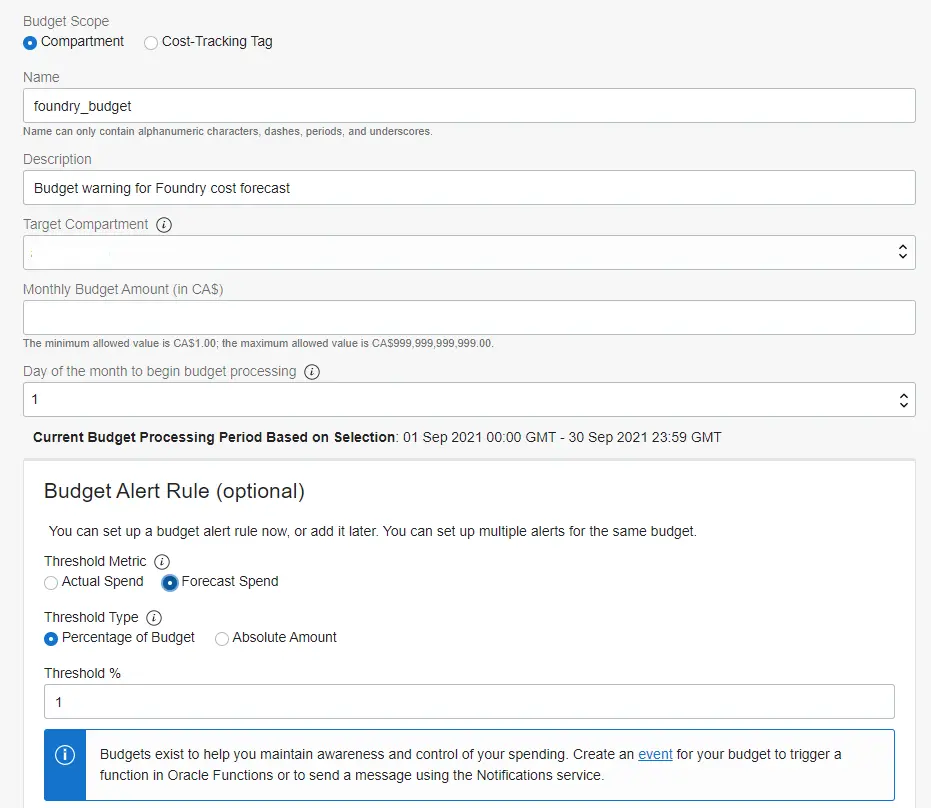 Budget Scope
Compartment Cost-Tracking Tag
Name
foundry_budget
Name can only contain alphanumeric characters, dashes, periods, and underscores.
Description
Budget warning for Foundry cost forecast
Target Compartment
Monthly Budget Amount (in CA$)
The minimum allowed value is CA$1.00; the maximum allowed value is CA$999,999,999,999.00.
Day of the month to begin budget processing
1
Current Budget Processing Period Based on Selection: 01 Sep 2021 00:00 GMT - 30 Sep 2021 23:59 GMT
Budget Alert Rule (optional)
You can set up a budget alert rule now, or add it later. You can set up multiple alerts for the same budget.
Threshold Metric
Actual Spend Forecast Spend
Threshold Type
Percentage of Budget Absolute Amount
Threshold %
1
Budgets exist to help you maintain awareness and control of your spending. Create an event for your budget to trigger a
function in Oracle Functions or to send a message using the Notifications service.